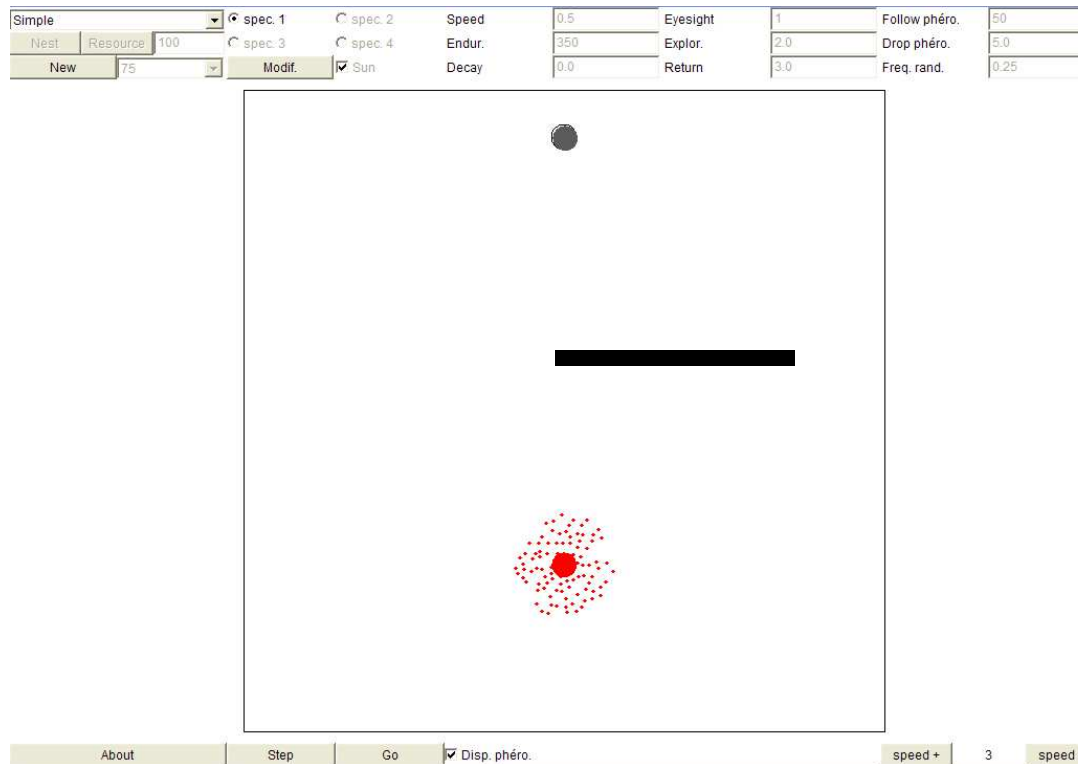 Simple spec. 1 spec. 2 Speed 0.5 Eyesight 1 Follow phéro. 50
Nest Resource 100 spec. 3 spec. 4 Endur. 350 Explor. 2.0 Drop phéro. 5.0
New 75 Modif. Sun Decay 0.0 Return 3.0 Freq. rand. 0.25
About Step Go Disp. phéro. speed + 3 speed